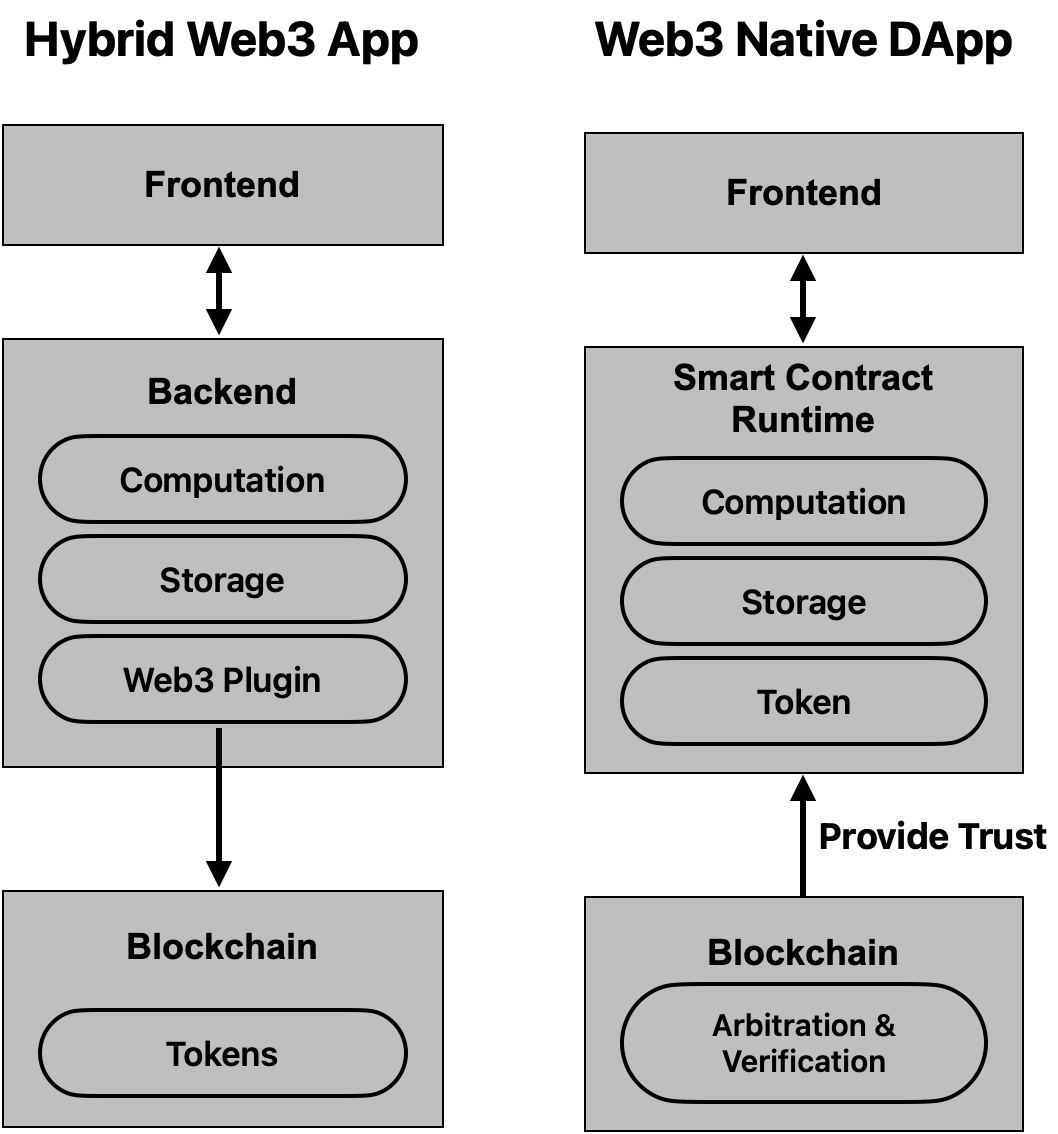 Hybrid Web3 App
Frontend
Backend
Computation
Storage
Web3 Plugin
Blockchain
Tokens
Web3 Native DApp
Frontend
Smart Contract
Runtime
Computation
Storage
Token
Provide Trust
Blockchain
Arbitration &
Verification